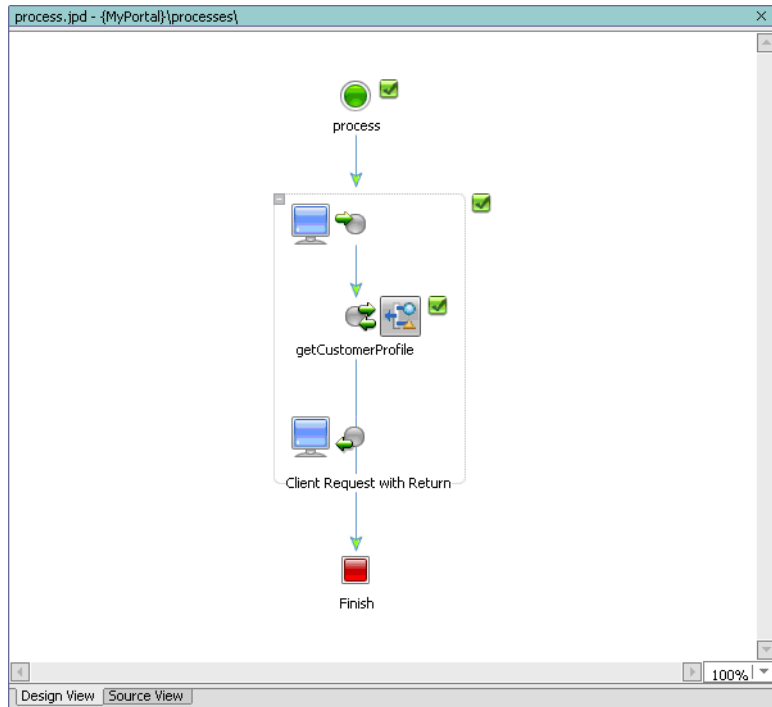 process.jpd - {MyPortal}\processes\
process
getCustomerProfile
Client Request with Return
Finish
100%
Design View Source View